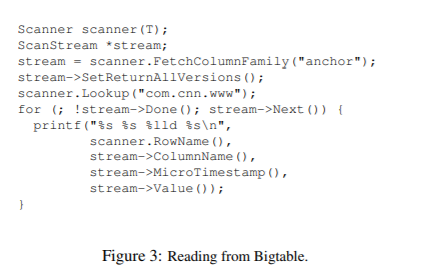 Scanner scanner(T);
ScanStream *stream;
stream = scanner.FetchColumnFamily("anchor");
stream->SetReturnAllVersions();
scanner.Lookup("com.cnn.www");
for (; !stream->Done(); stream->Next()) {
  printf("%s %s %lld %s\n",
         scanner.RowName(),
         stream->ColumnName(),
         stream->MicroTimestamp(),
         stream->Value());
}
Figure 3: Reading from Bigtable.